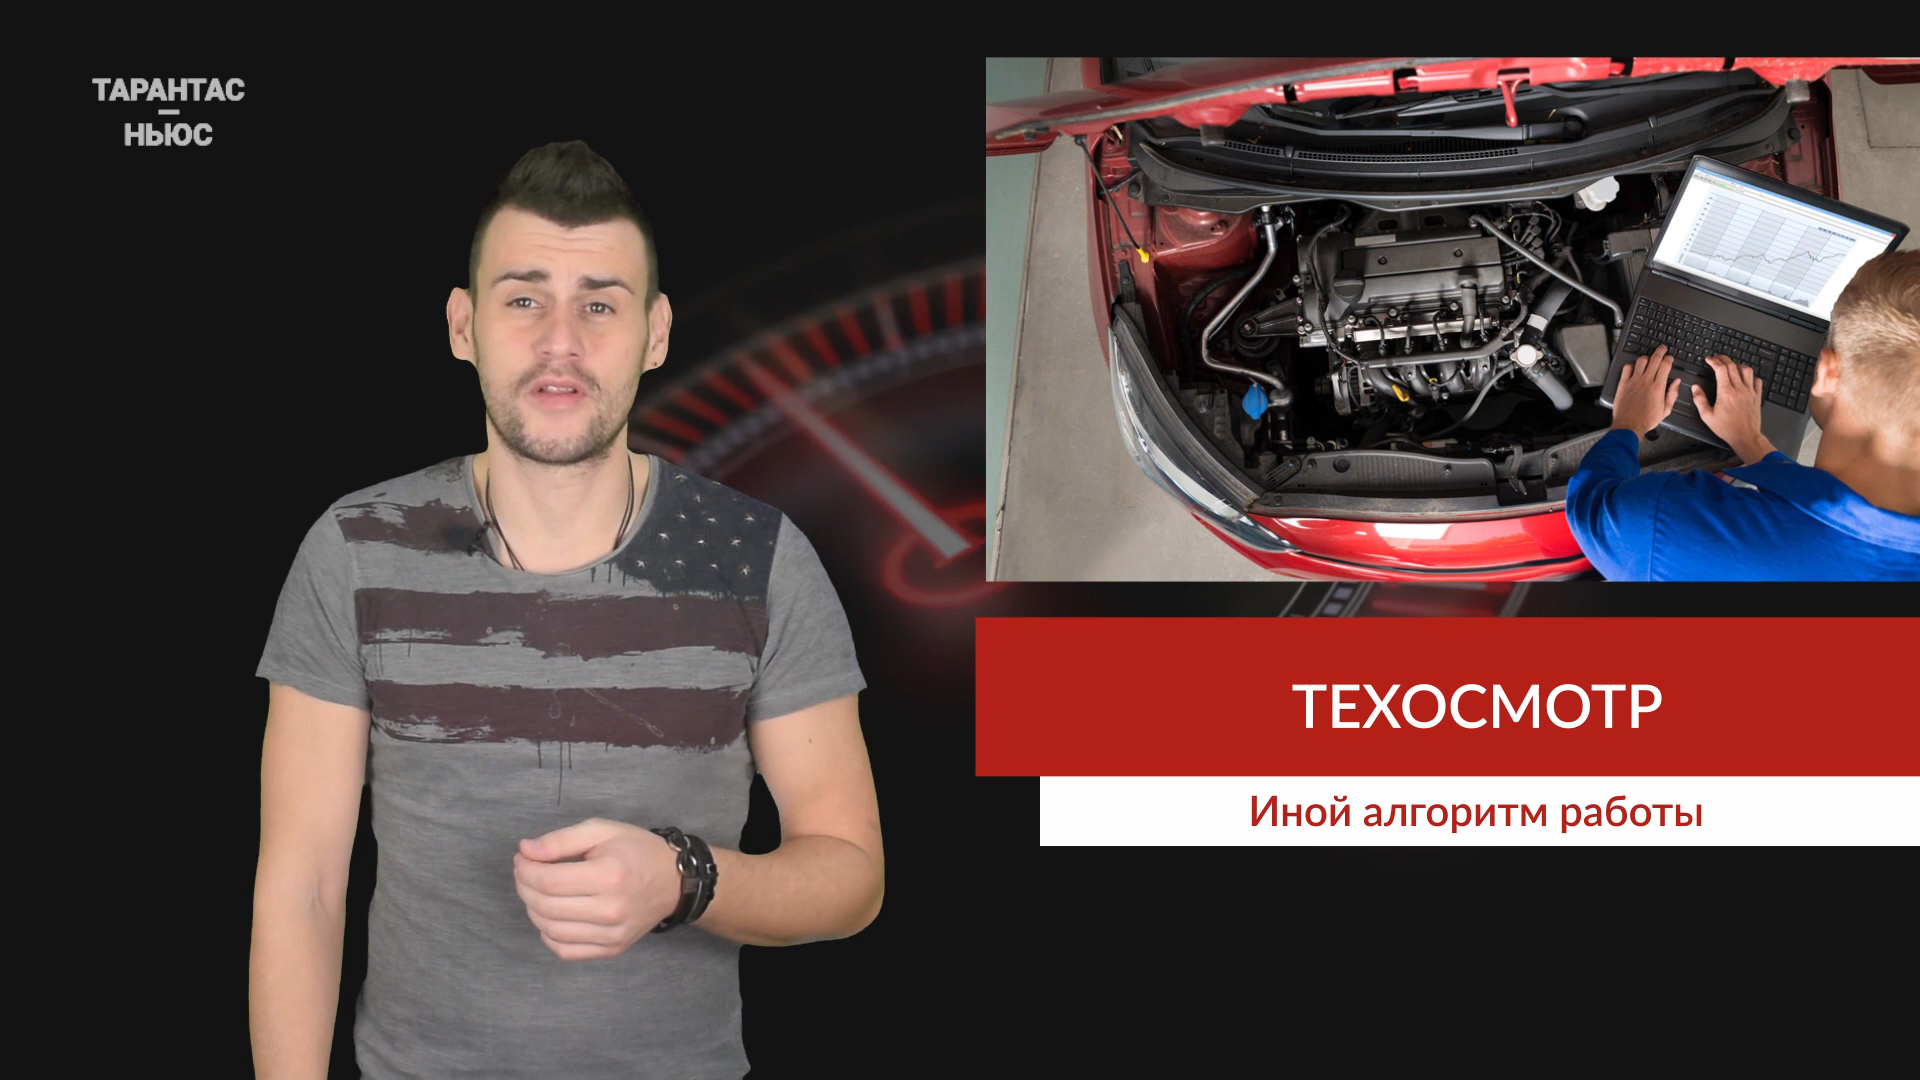 ТАРАНТАС
–
НЬЮС
ТЕХОСМОТР
Иной алгоритм работы